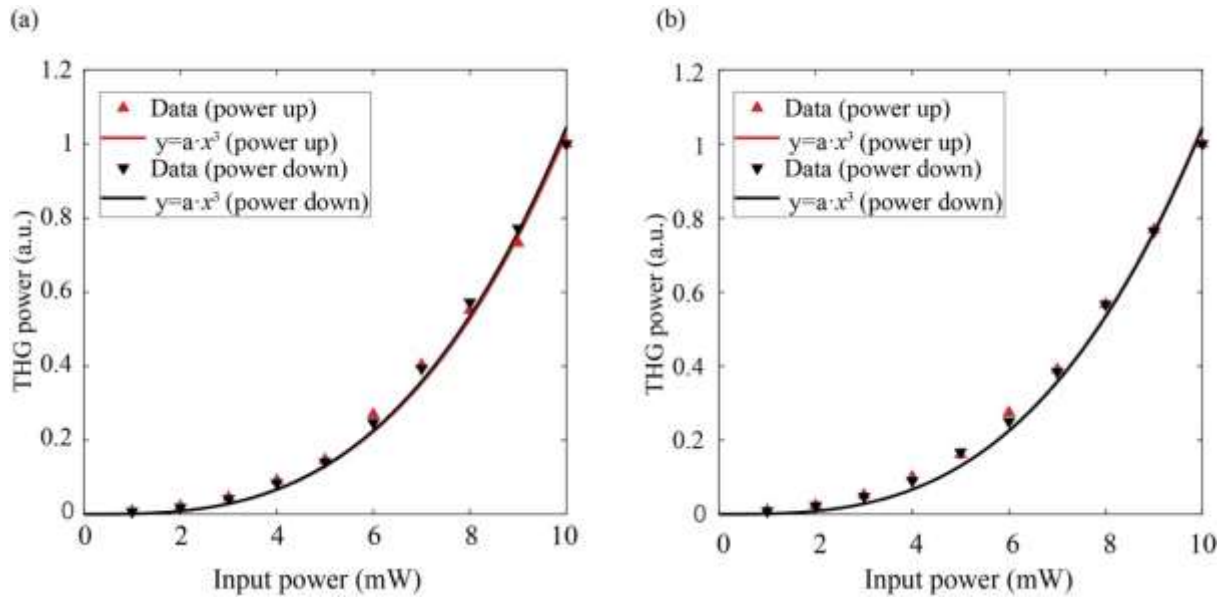 (a)
1.2
1
0.8
0.6
0.4
0.2
0
THG power (a.u.)
Data (power up)
y=a·x³ (power up)
Data (power down)
y=a·x³ (power down)
0 2 4 6 8 10
Input power (mW)
(b)
1.2
1
0.8
0.6
0.4
0.2
0
THG power (a.u.)
Data (power up)
y=a·x³ (power up)
Data (power down)
y=a·x³ (power down)
0 2 4 6 8 10
Input power (mW)